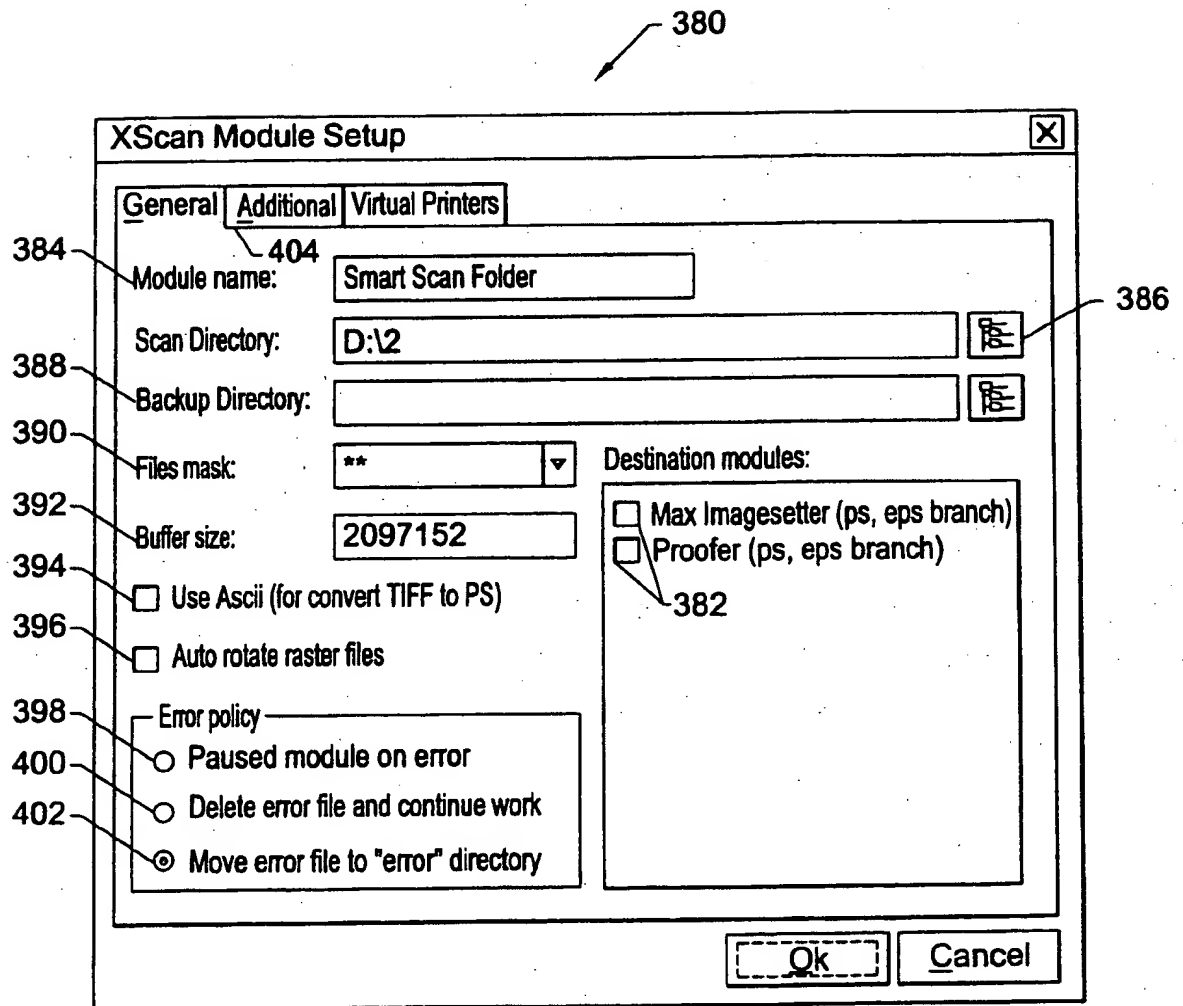 380
XScan Module Setup
General Additional Virtual Printers
404
384 Module name: Smart Scan Folder
386
Scan Directory: D:\2
388 Backup Directory:
390 Files mask: **
Destination modules:
392 Buffer size: 2097152
Max Imagesetter (ps, eps branch)
Proofer (ps, eps branch)
382
394 Use Ascii (for convert TIFF to PS)
396 Auto rotate raster files
Error policy
398 Paused module on error
400 Delete error file and continue work
402 Move error file to "error" directory
Ok Cancel